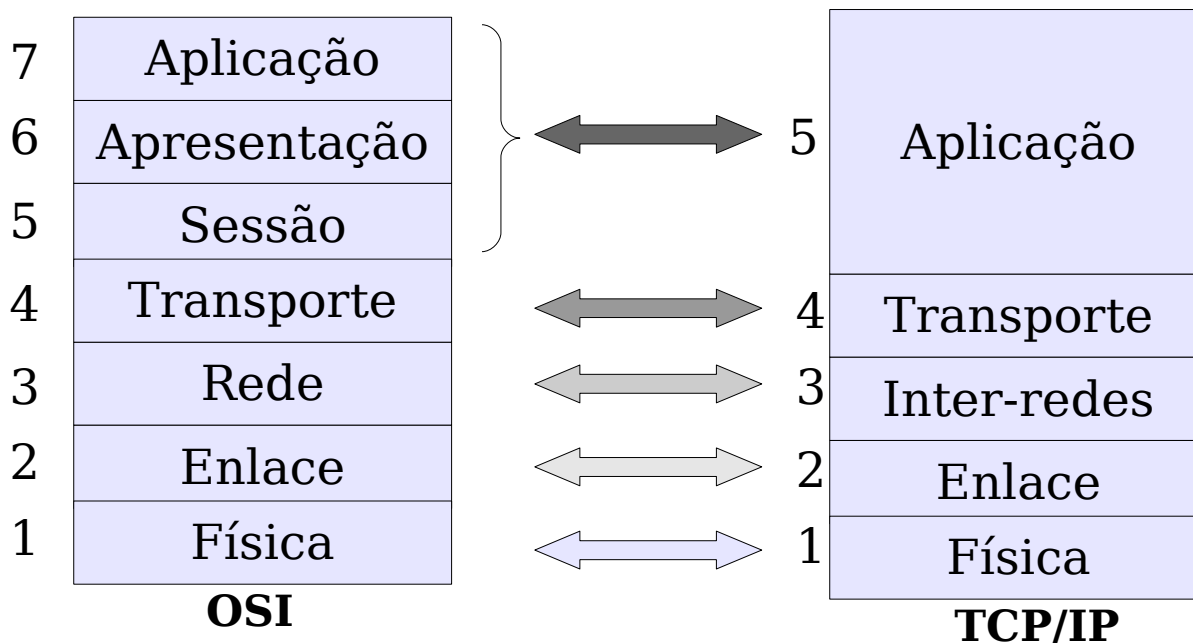 7 Aplicação
6 Apresentação
5 Sessão
4 Transporte
3 Rede
2 Enlace
1 Física
OSI
5 Aplicação
4 Transporte
3 Inter-redes
2 Enlace
1 Física
TCP/IP